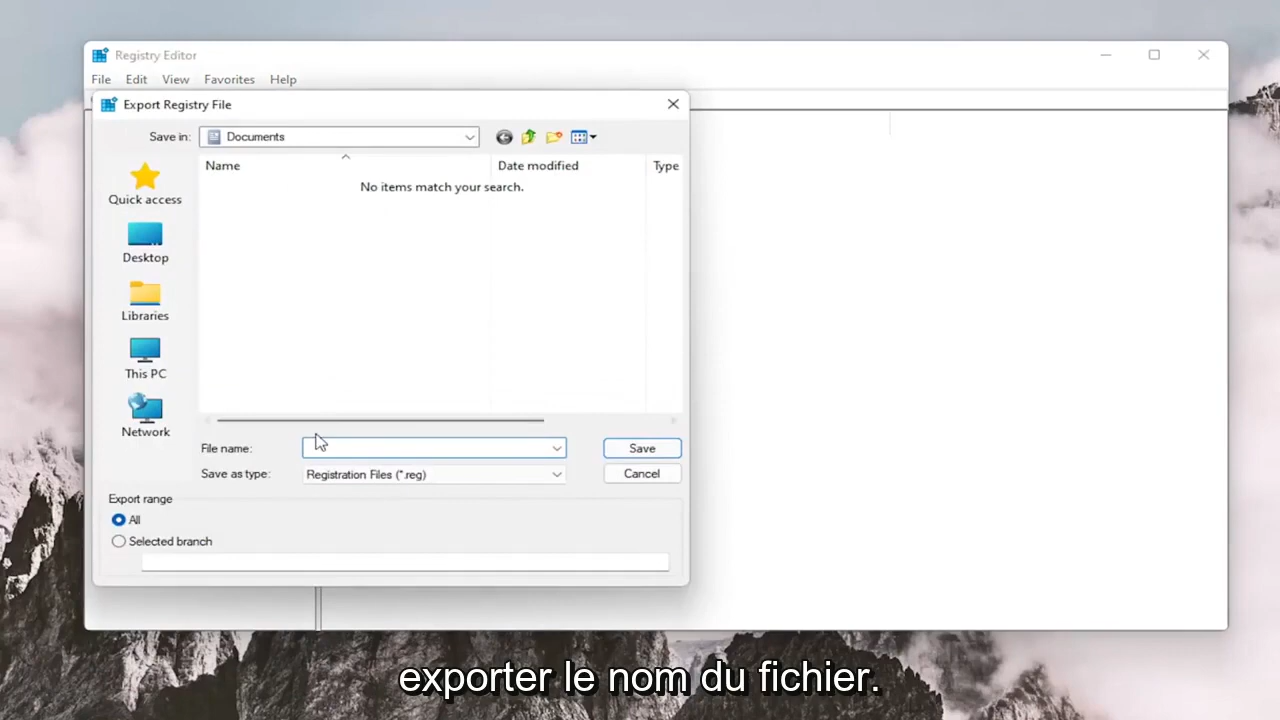 Registry Editor
File Edit View Favorites Help
Export Registry File
Save in: Documents
Name Date modified Type
No items match your search.
Quick access
Desktop
Libraries
This PC
Network
File name: Save
Save as type: Registration Files (*.reg) Cancel
Export range
All
Selected branch
exporter le nom du fichier.